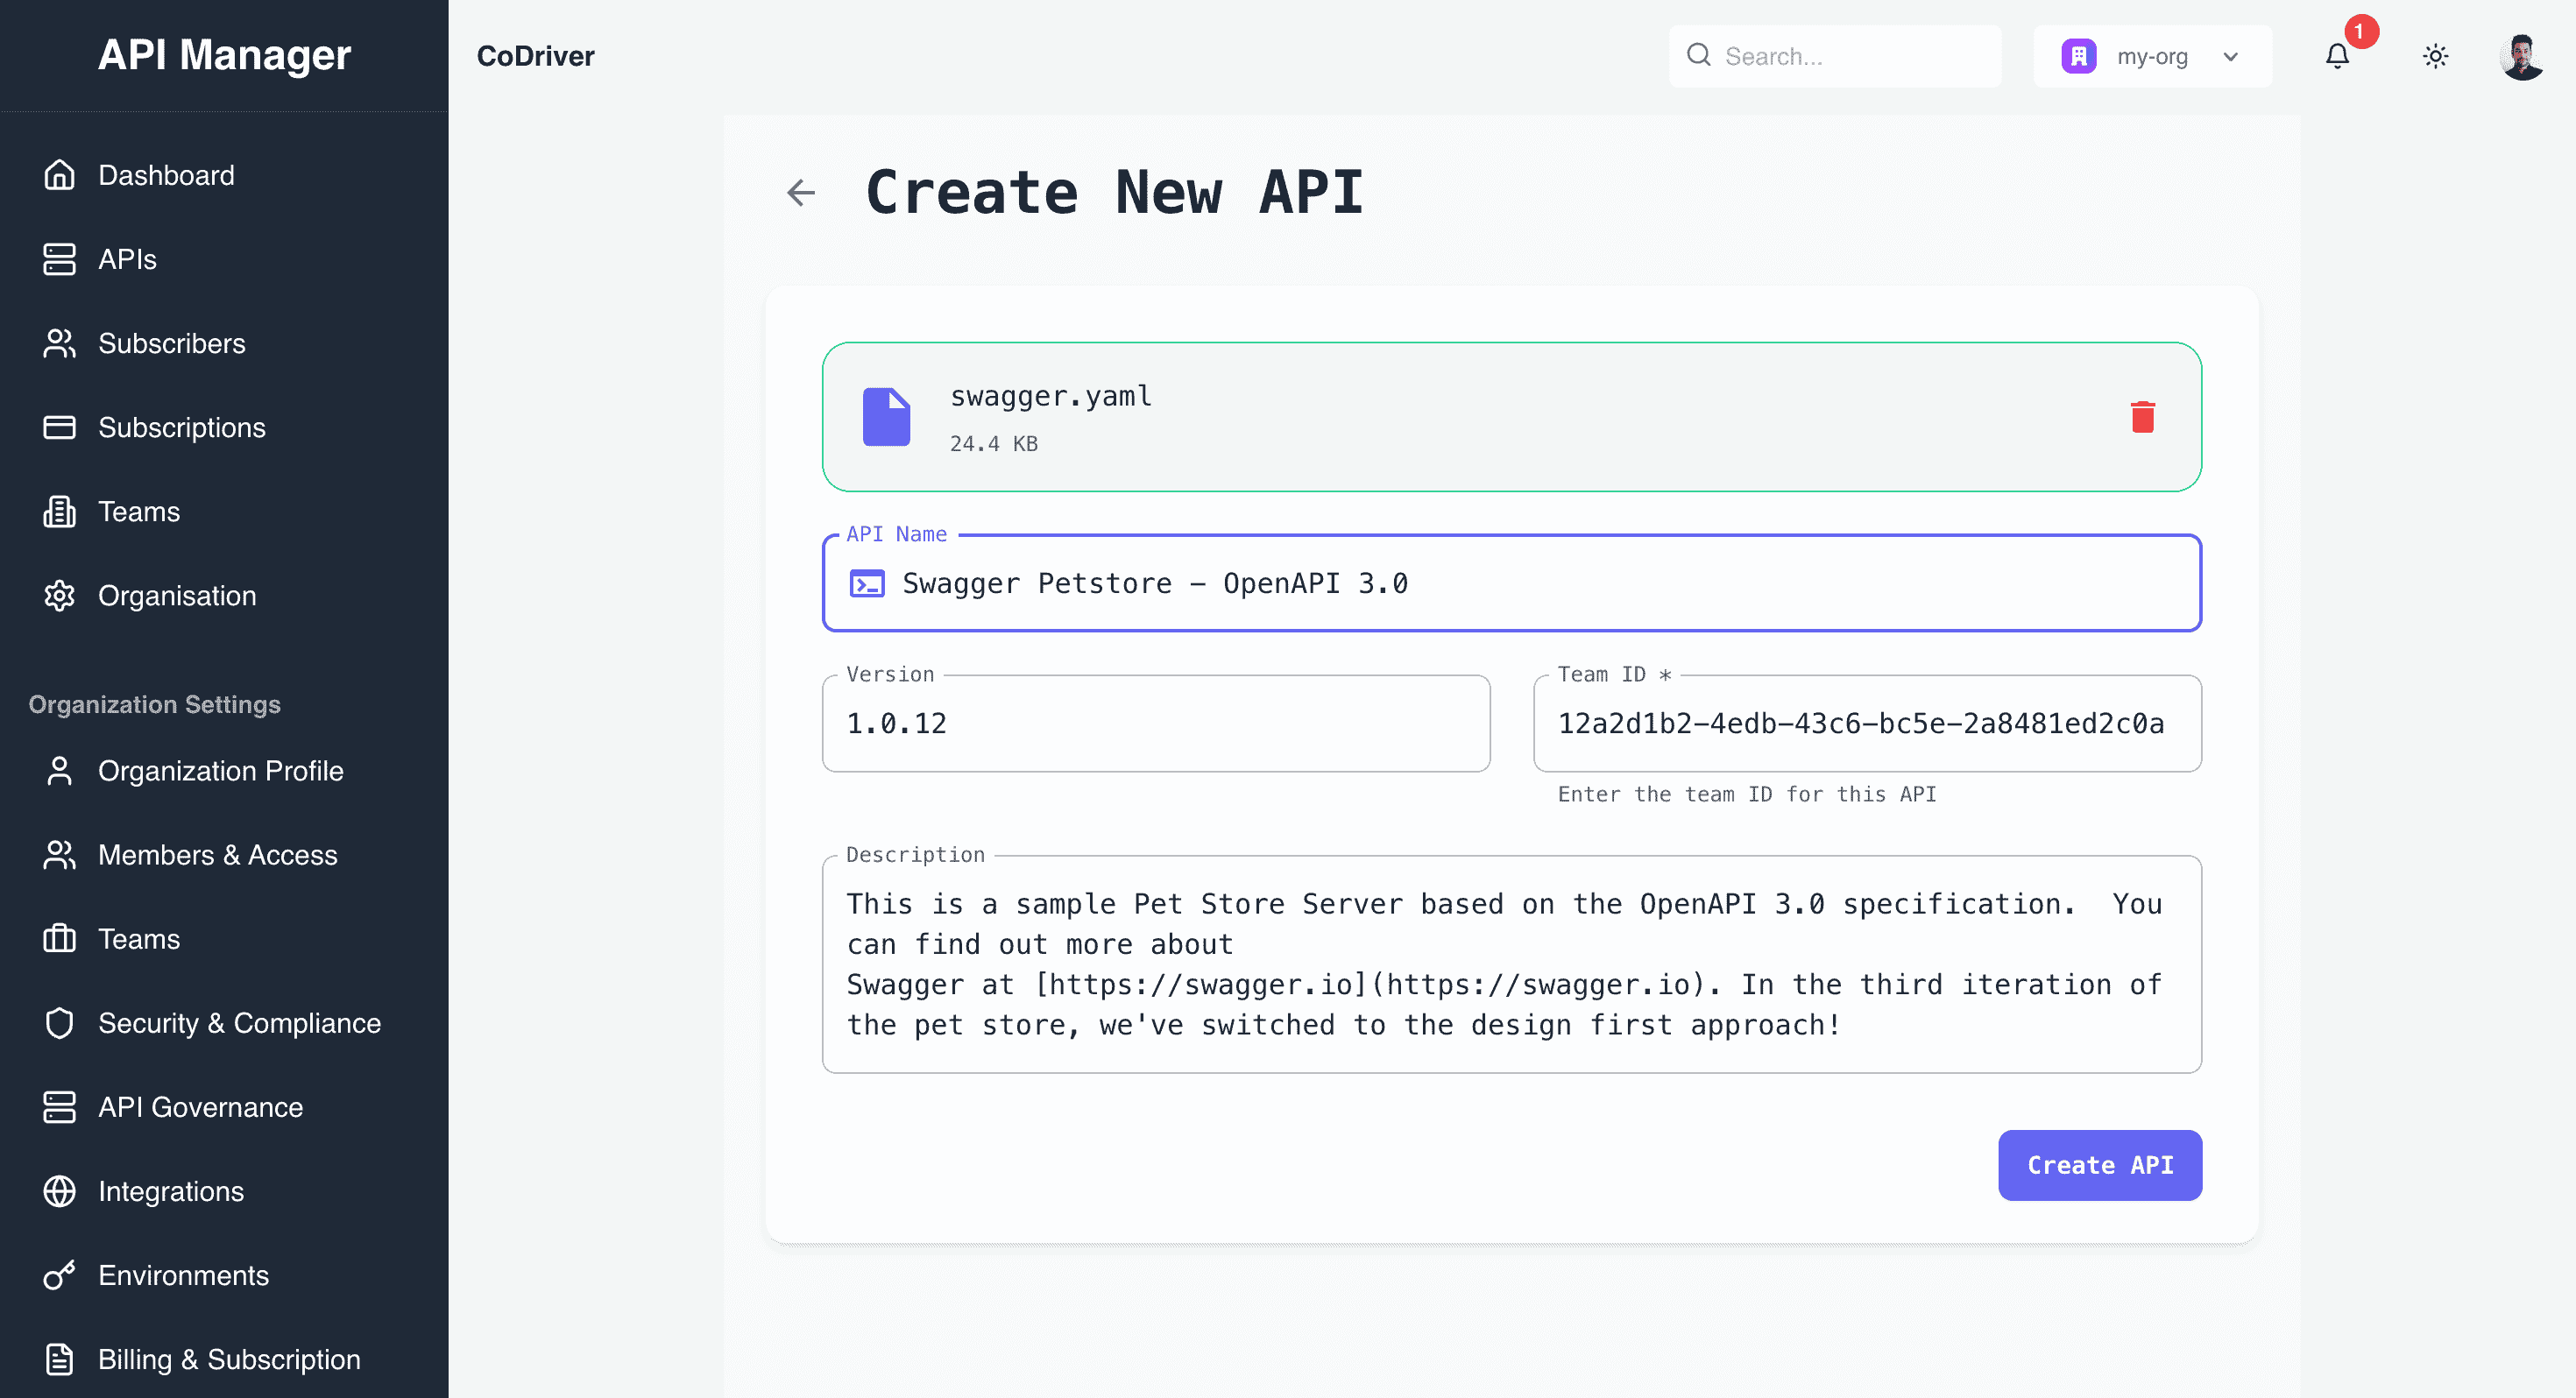 API Manager
CoDriver
Search...
my-org
1
Dashboard
APIs
Subscribers
Subscriptions
Teams
Organisation
Organization Settings
Organization Profile
Members & Access
Teams
Security & Compliance
API Governance
Integrations
Environments
Billing & Subscription
Create New API
swagger.yaml
24.4 KB
API Name
Swagger Petstore – OpenAPI 3.0
Version
1.0.12
Team ID *
12a2d1b2–4edb–43c6–bc5e–2a8481ed2c0a
Enter the team ID for this API
Description
This is a sample Pet Store Server based on the OpenAPI 3.0 specification.  You
can find out more about
Swagger at [https://swagger.io](https://swagger.io). In the third iteration of
the pet store, we've switched to the design first approach!
Create API